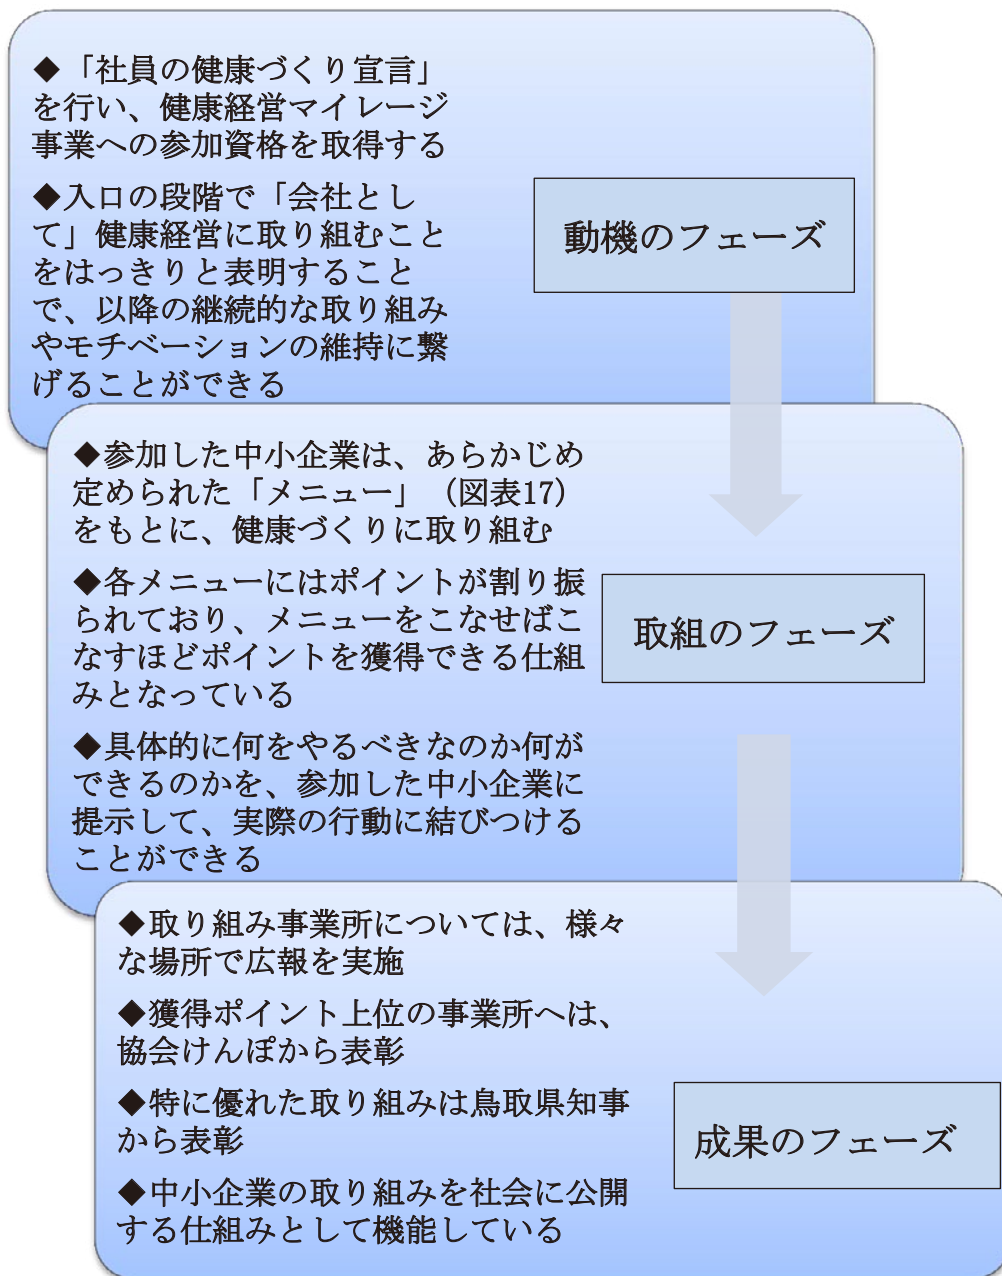 ◆「社員の健康づくり宣言」
を行い、健康経営マイレージ
事業への参加資格を取得する
◆入口の段階で「会社とし
て」健康経営に取り組むこと
をはっきりと表明すること
で、以降の継続的な取り組み
やモチベーションの維持に繋
げることができる
動機のフェーズ
◆参加した中小企業は、あらかじめ
定められた「メニュー」（図表17）
をもとに、健康づくりに取り組む
◆各メニューにはポイントが割り振
られており、メニューをこなせばこ
なすほどポイントを獲得できる仕組
みとなっている
◆具体的に何をやるべきなのか何が
できるのかを、参加した中小企業に
提示して、実際の行動に結びつける
ことができる
取組のフェーズ
◆取り組み事業所については、様々
な場所で広報を実施
◆獲得ポイント上位の事業所へは、
協会けんぽから表彰
◆特に優れた取り組みは鳥取県知事
から表彰
◆中小企業の取り組みを社会に公開
する仕組みとして機能している
成果のフェーズ